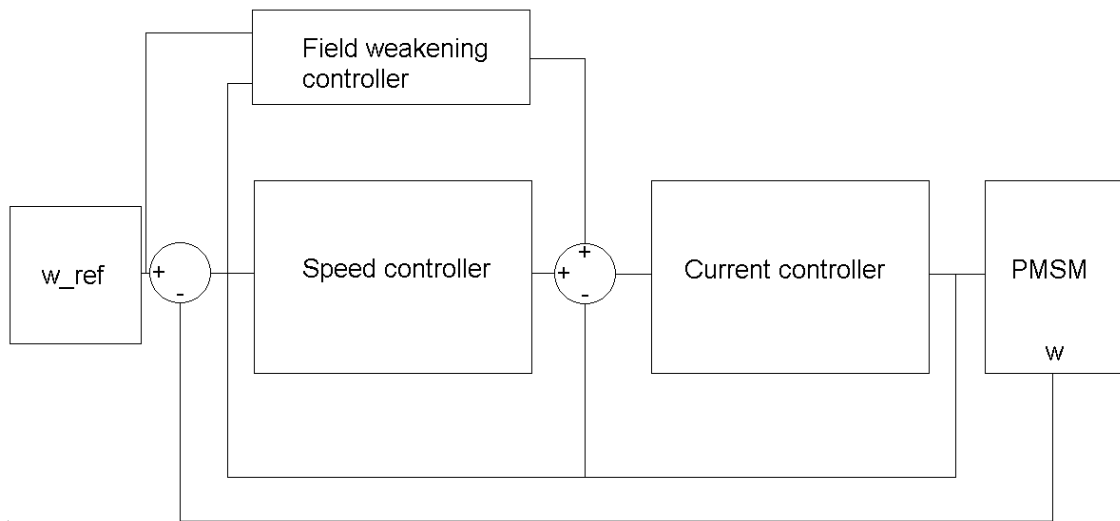 Field weakening
controller
+
w_ref
+
-
Speed controller
+
+
-
Current controller
PMSM
w